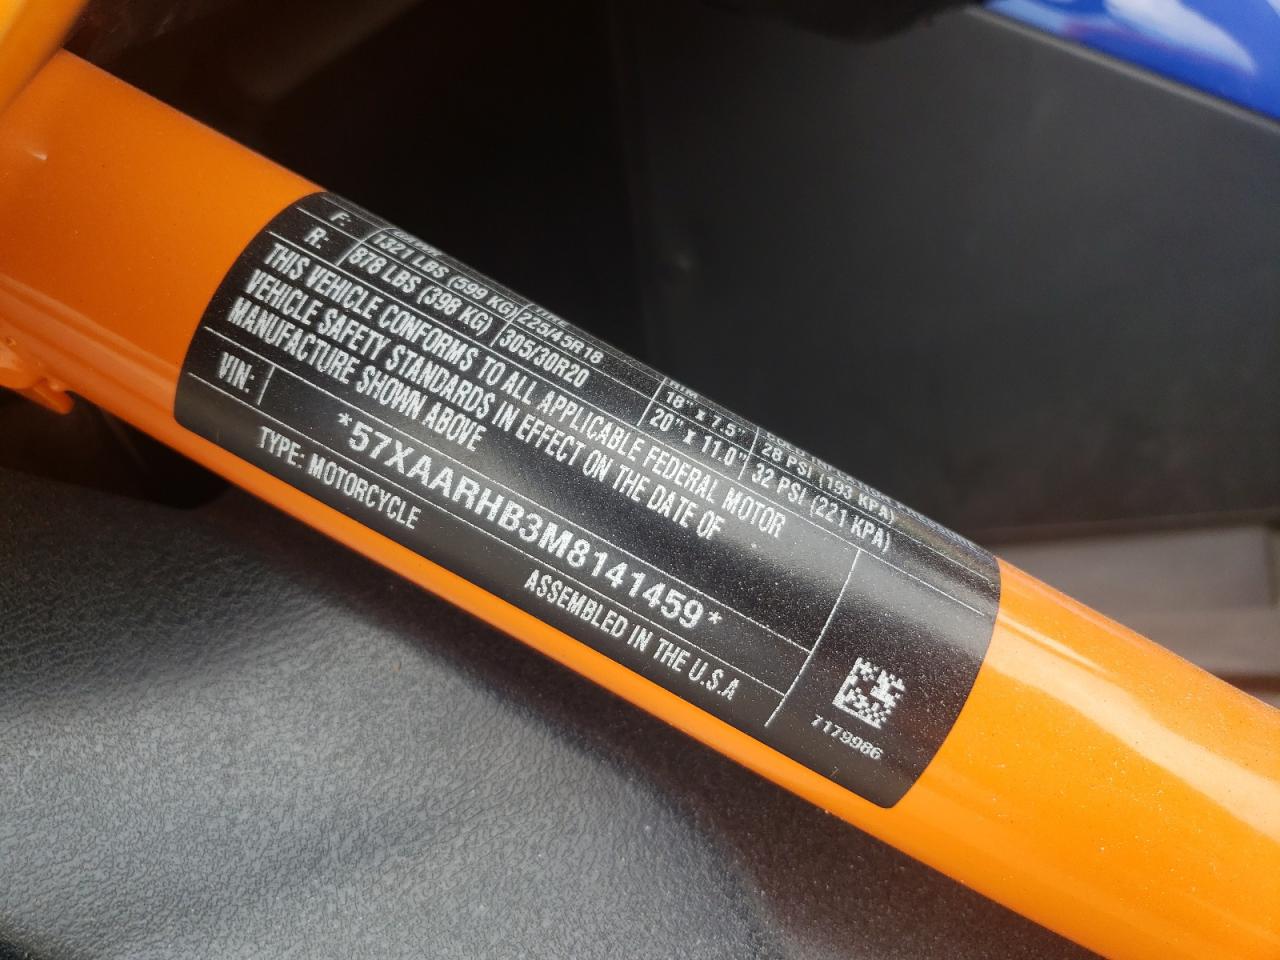 F: 1321 LBS (599 KG) 225/45R18 18" x 7.5" 28 PSI (193 KPA)
R: 878 LBS (398 KG) 305/30R20 20" x 11.0" 32 PSI (221 KPA)
THIS VEHICLE CONFORMS TO ALL APPLICABLE FEDERAL MOTOR
VEHICLE SAFETY STANDARDS IN EFFECT ON THE DATE OF
MANUFACTURE SHOWN ABOVE
VIN: *57XAARHB3M8141459*
TYPE: MOTORCYCLE ASSEMBLED IN THE U.S.A
7179986